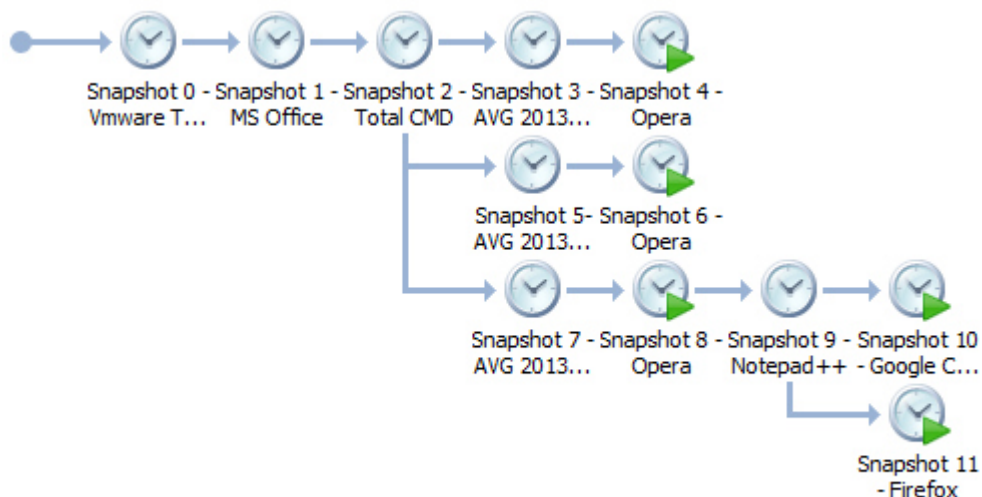 Snapshot 0 -
Vmware T...
Snapshot 1 -
MS Office
Snapshot 2 -
Total CMD
Snapshot 3 -
AVG 2013...
Snapshot 4 -
Opera
Snapshot 5-
AVG 2013...
Snapshot 6 -
Opera
Snapshot 7 -
AVG 2013...
Snapshot 8 -
Opera
Snapshot 9 -
Notepad++
Snapshot 10
- Google C...
Snapshot 11
- Firefox